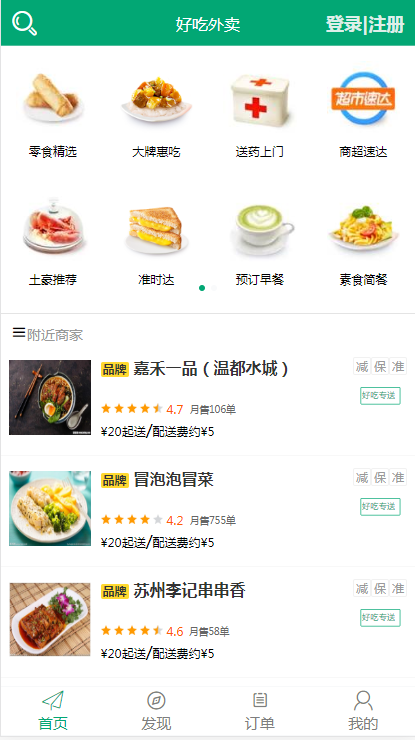 好吃外卖
登录|注册
超市速达
零食精选 大牌惠吃 送药上门 商超速达
土豪推荐 准时达 预订早餐 素食简餐
附近商家
品牌 嘉禾一品（温都水城） 减 保 准
好吃专送
4.7 月售106单
¥20起送/配送费约¥5
品牌 冒泡泡冒菜 减 保 准
好吃专送
4.2 月售755单
¥20起送/配送费约¥5
品牌 苏州李记串串香 减 保 准
好吃专送
4.6 月售58单
¥20起送/配送费约¥5
首页 发现 订单 我的